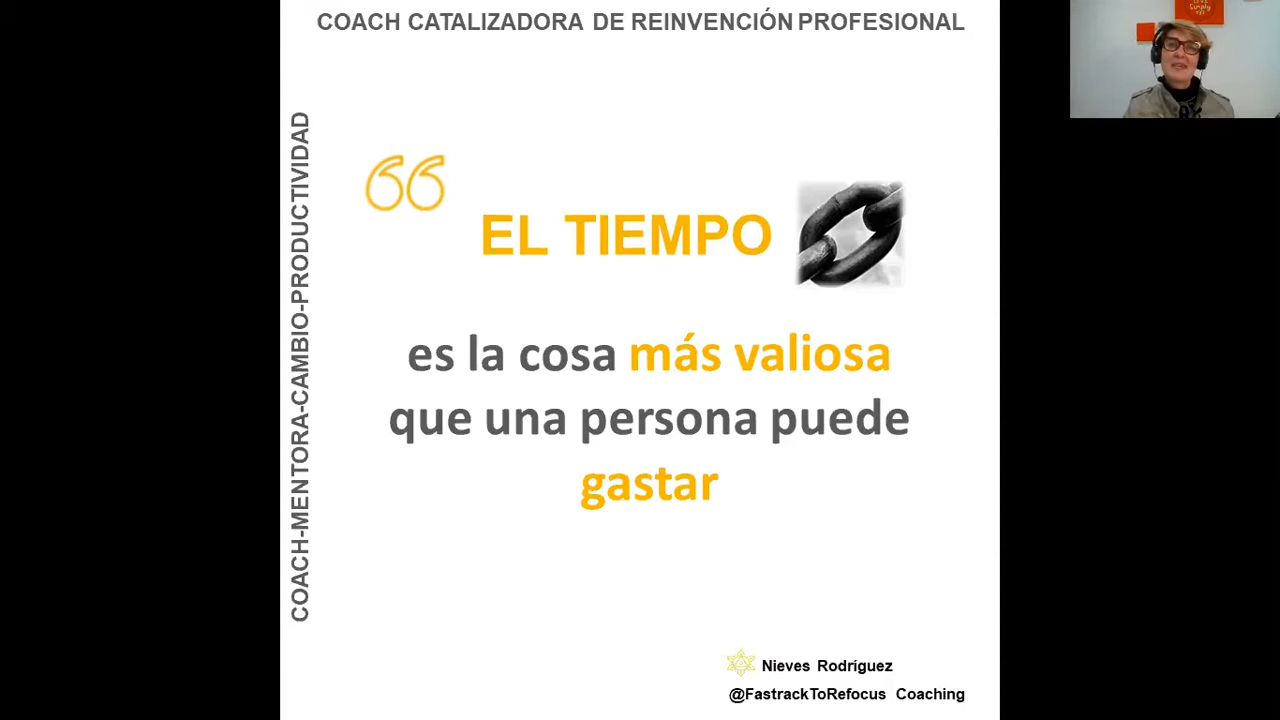 COACH CATALIZADORA DE REINVENCIÓN PROFESIONAL
COACH-MENTORA-CAMBIO-PRODUCTIVIDAD
EL TIEMPO
es la cosa más valiosa
que una persona puede
gastar
Nieves Rodríguez
@FastrackToRefocus Coaching